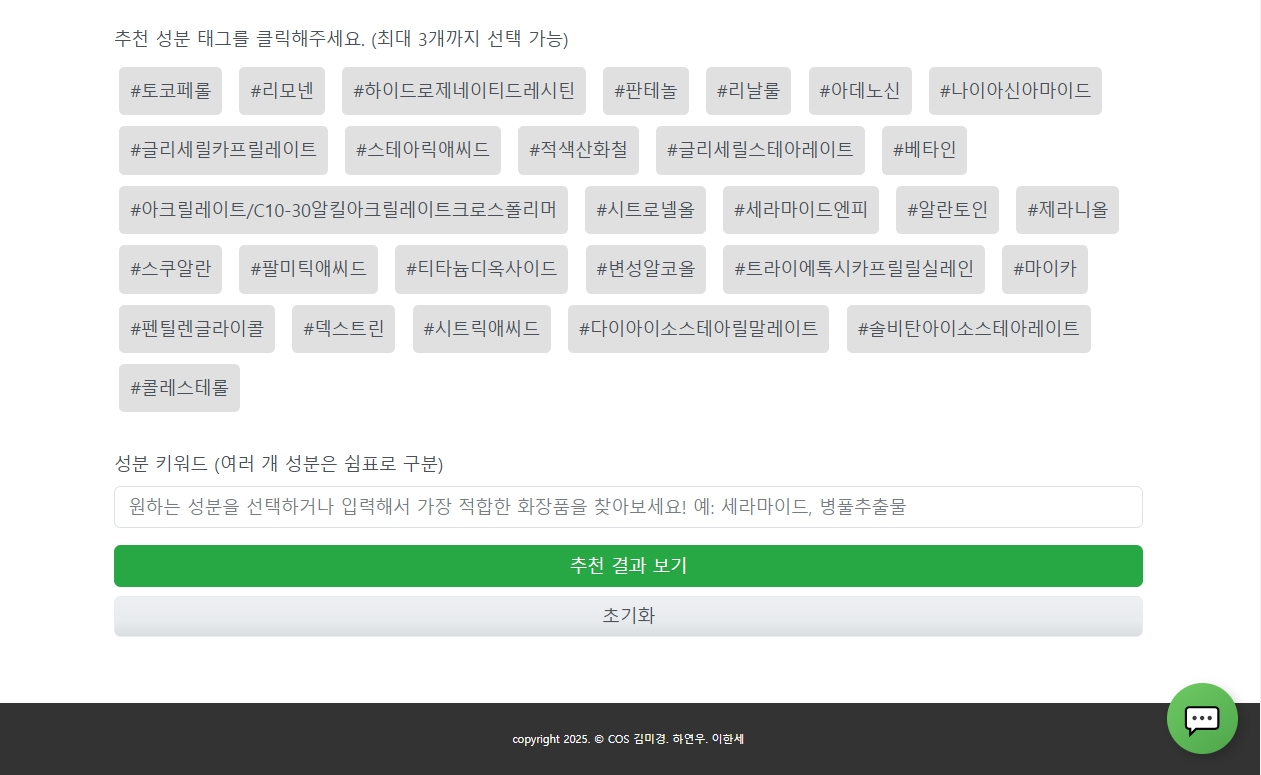 추천 성분 태그를 클릭해주세요. (최대 3개까지 선택 가능)
#토코페롤 #리모넨 #하이드로제네이티드레시틴 #판테놀 #리날룰 #아데노신 #나이아신아마이드
#글리세릴카프릴레이트 #스테아릭애씨드 #적색산화철 #글리세릴스테아레이트 #베타인
#아크릴레이트/C10-30알킬아크릴레이트크로스폴리머 #시트로넬올 #세라마이드엔피 #알란토인 #제라니올
#스쿠알란 #팔미틱애씨드 #티타늄디옥사이드 #변성알코올 #트라이에톡시카프릴릴실레인 #마이카
#펜틸렌글라이콜 #덱스트린 #시트릭애씨드 #다이아이소스테아릴말레이트 #솔비탄아이소스테아레이트
#콜레스테롤
성분 키워드 (여러 개 성분은 쉼표로 구분)
원하는 성분을 선택하거나 입력해서 가장 적합한 화장품을 찾아보세요! 예: 세라마이드, 병풀추출물
추천 결과 보기
초기화
copyright 2025. © COS 김미경. 하연우. 이한세